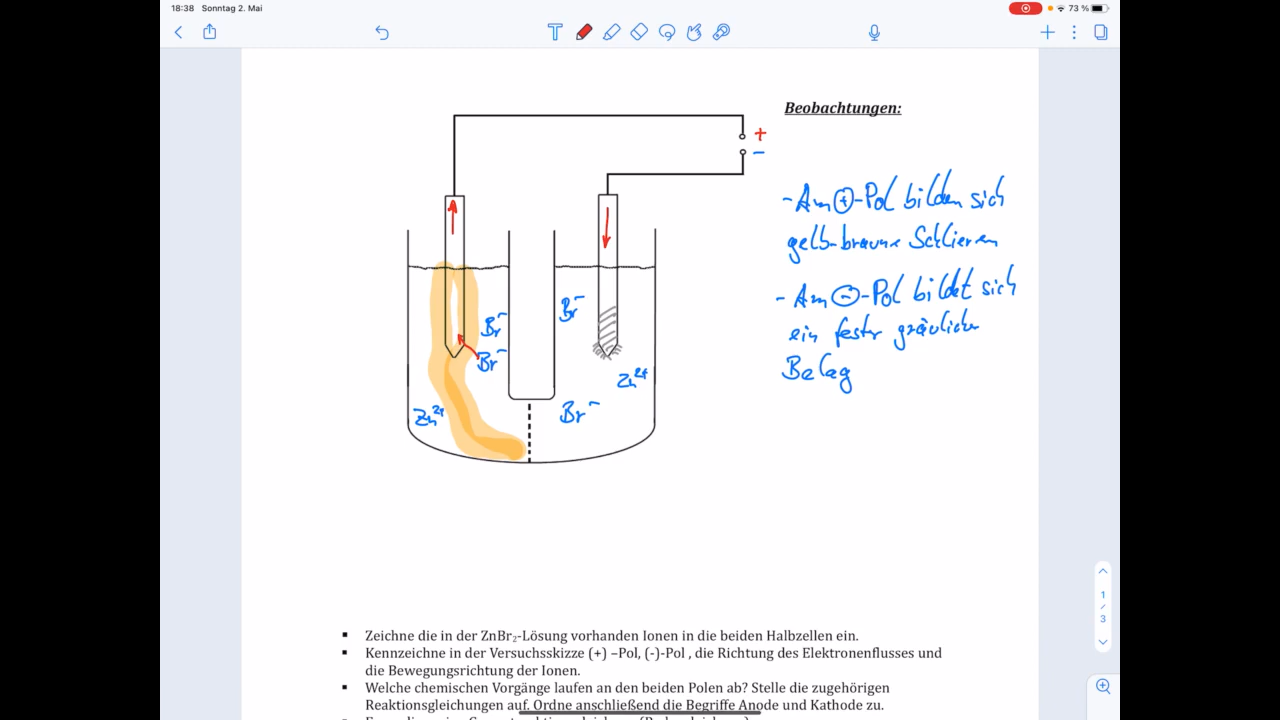 18:38 Sonntag 2. Mai
73 %
T
Beobachtungen:
+
-
- Am ⊕-Pol bilden sich
gelb-braune Schlieren
- Am ⊖-Pol bildet sich
ein fester gräulicher
Belag
Br⁻
Br⁻
Br⁻
Zn²⁺
Zn²⁺
Br⁻
1
/
3
▪ Zeichne die in der ZnBr₂-Lösung vorhanden Ionen in die beiden Halbzellen ein.
▪ Kennzeichne in der Versuchsskizze (+) –Pol, (-)-Pol , die Richtung des Elektronenflusses und
die Bewegungsrichtung der Ionen.
▪ Welche chemischen Vorgänge laufen an den beiden Polen ab? Stelle die zugehörigen
Reaktionsgleichungen auf. Ordne anschließend die Begriffe Anode und Kathode zu.